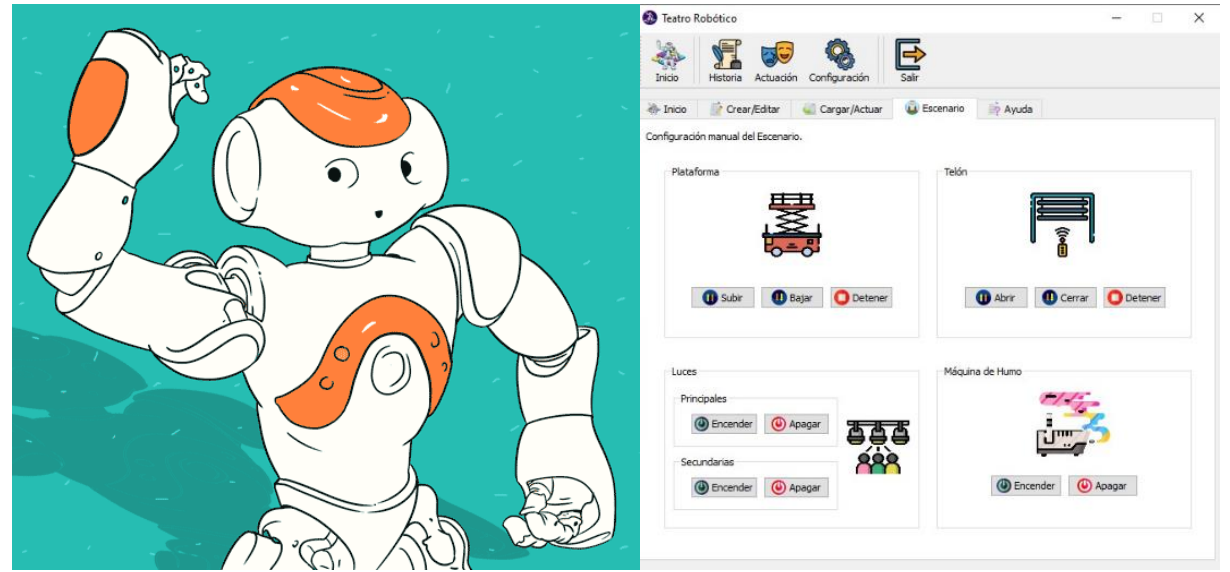 Teatro Robótico
Inicio Historia Actuación Configuración Salir
Inicio Crear/Editar Cargar/Actuar Escenario Ayuda
Configuración manual del Escenario.
Plataforma
Subir Bajar Detener
Telón
Abrir Cerrar Detener
Luces
Principales
Encender Apagar
Secundarias
Encender Apagar
Máquina de Humo
Encender Apagar